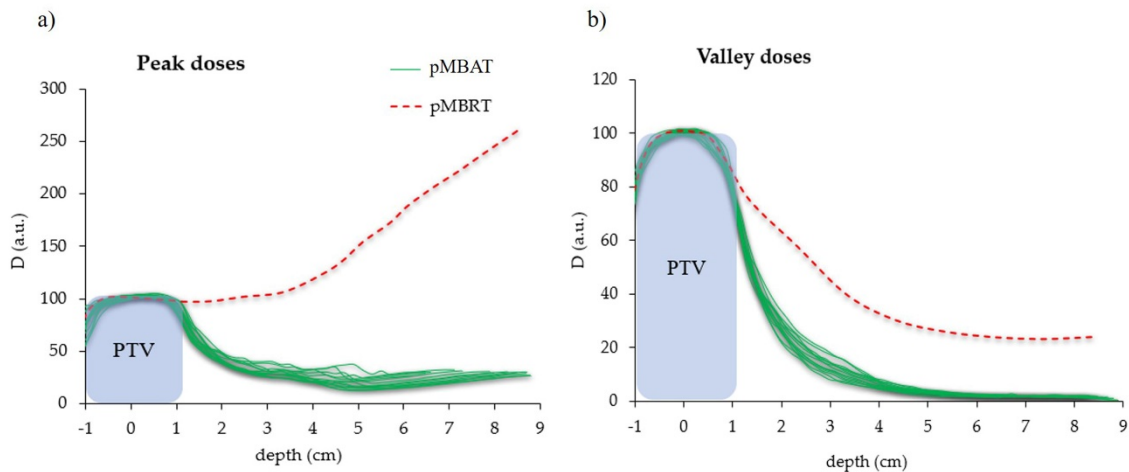 a)
Peak doses
pMBAT
pMBRT
300
250
200
150
100
50
0
D (a.u.)
PTV
-1 0 1 2 3 4 5 6 7 8 9
depth (cm)
b)
Valley doses
120
100
80
60
40
20
0
D (a.u.)
PTV
-1 0 1 2 3 4 5 6 7 8 9
depth (cm)